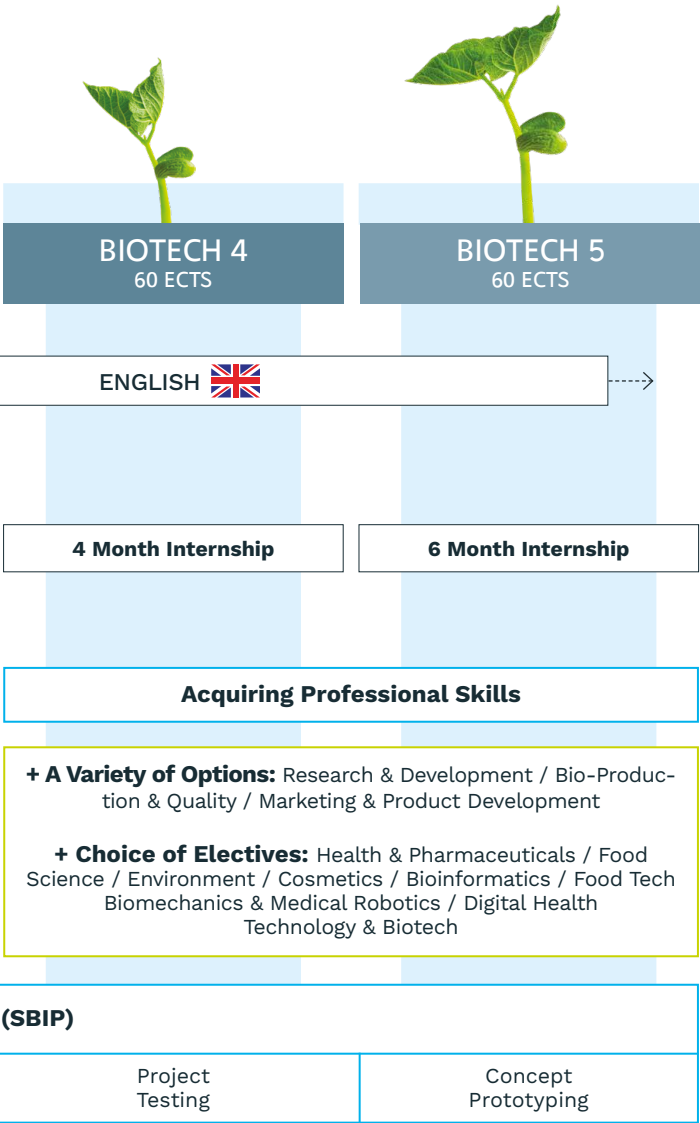 BIOTECH 4
60 ECTS
BIOTECH 5
60 ECTS
ENGLISH
4 Month Internship
6 Month Internship
Acquiring Professional Skills
+ A Variety of Options: Research & Development / Bio-Produc-
tion & Quality / Marketing & Product Development
+ Choice of Electives: Health & Pharmaceuticals / Food
Science / Environment / Cosmetics / Bioinformatics / Food Tech
Biomechanics & Medical Robotics / Digital Health
Technology & Biotech
(SBIP)
Project
Testing
Concept
Prototyping